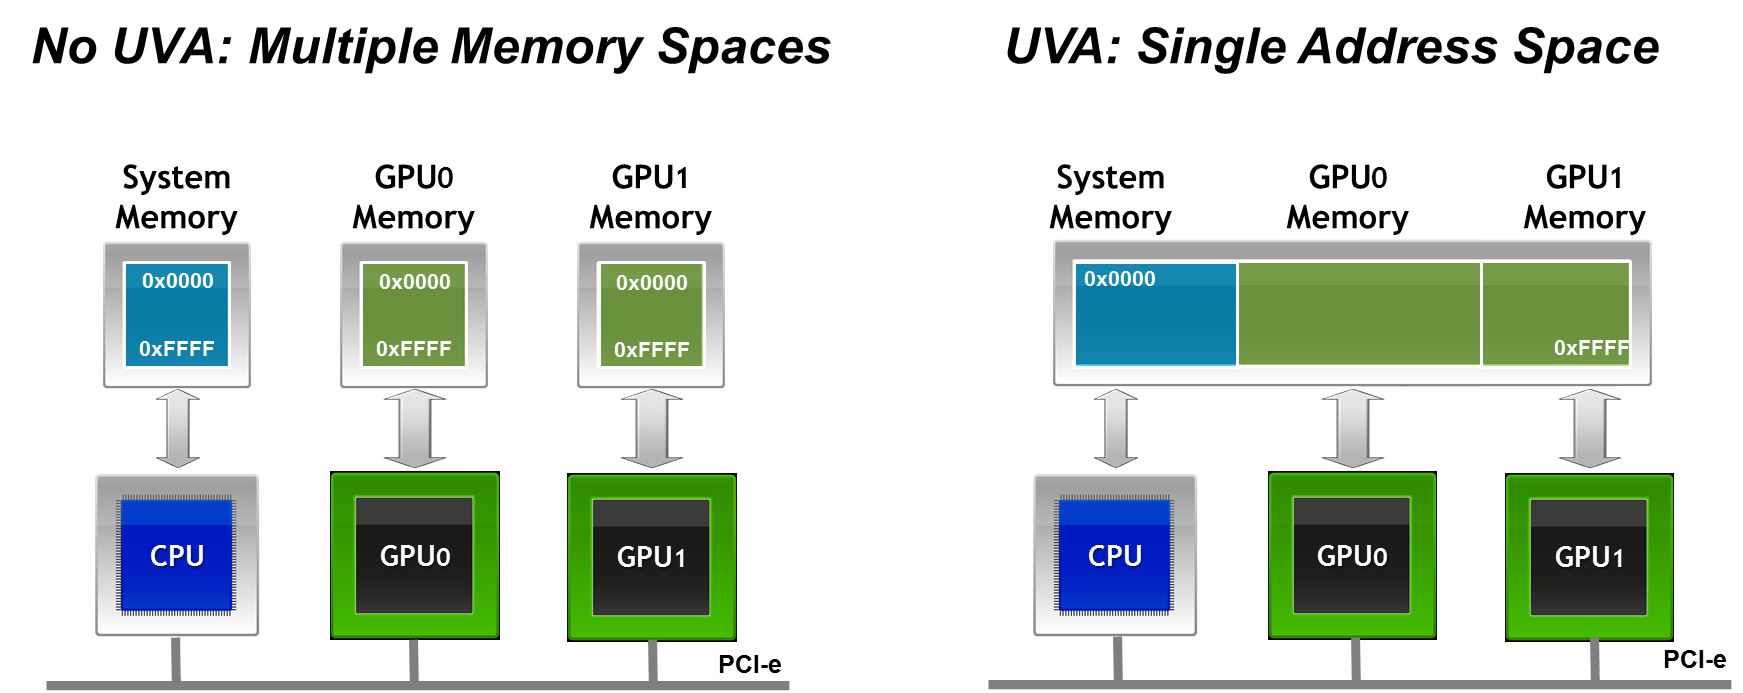 No UVA: Multiple Memory Spaces
System
Memory
GPU0
Memory
GPU1
Memory
0x0000
0xFFFF
0x0000
0xFFFF
0x0000
0xFFFF
CPU
GPU0
GPU1
PCI-e
UVA: Single Address Space
System
Memory
GPU0
Memory
GPU1
Memory
0x0000
0xFFFF
CPU
GPU0
GPU1
PCI-e